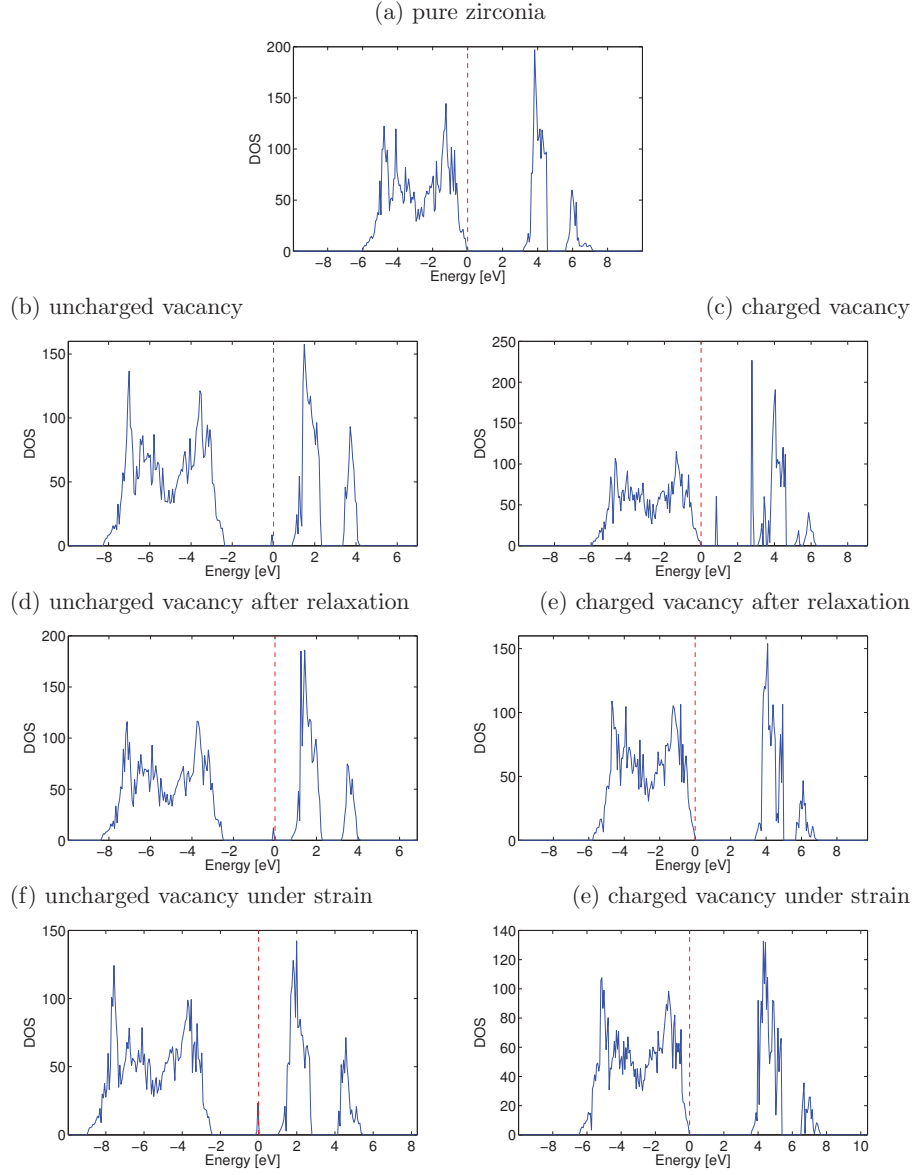 (a) pure zirconia
200
150
100
50
0
DOS
−8 −6 −4 −2 0 2 4 6 8
Energy [eV]
(b) uncharged vacancy
(c) charged vacancy
150
100
50
0
DOS
−8 −6 −4 −2 0 2 4 6
Energy [eV]
250
200
150
100
50
0
DOS
−8 −6 −4 −2 0 2 4 6 8
Energy [eV]
(d) uncharged vacancy after relaxation
(e) charged vacancy after relaxation
200
150
100
50
0
DOS
−8 −6 −4 −2 0 2 4 6
Energy [eV]
150
100
50
0
DOS
−8 −6 −4 −2 0 2 4 6 8
Energy [eV]
(f) uncharged vacancy under strain
(e) charged vacancy under strain
150
100
50
0
DOS
−8 −6 −4 −2 0 2 4 6 8
Energy [eV]
140
120
100
80
60
40
20
0
DOS
−8 −6 −4 −2 0 2 4 6 8 10
Energy [eV]